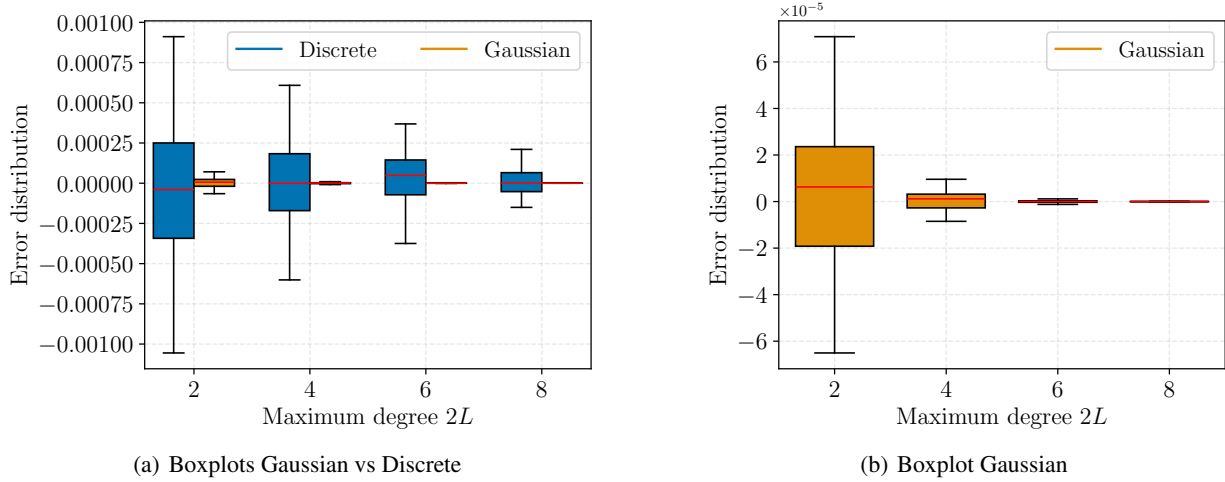 0.00100
0.00075
0.00050
0.00025
0.00000
−0.00025
−0.00050
−0.00075
−0.00100
Error distribution
Discrete Gaussian
2 4 6 8
Maximum degree 2L
(a) Boxplots Gaussian vs Discrete
×10⁻⁵
6
4
2
0
−2
−4
−6
Error distribution
Gaussian
2 4 6 8
Maximum degree 2L
(b) Boxplot Gaussian